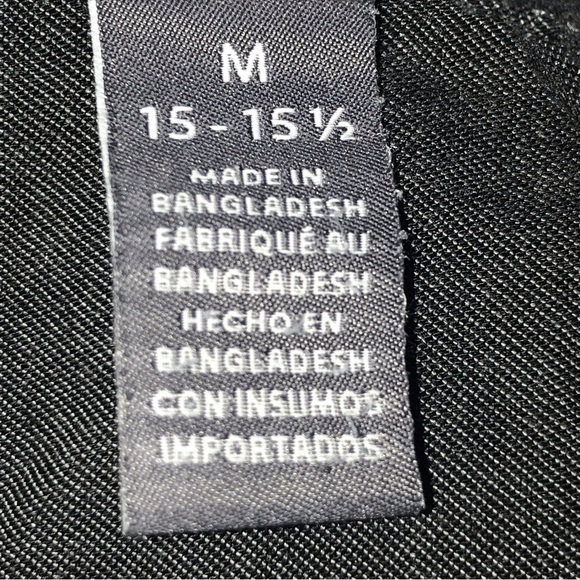 M
15 - 15 ½
MADE IN
BANGLADESH
FABRIQUÉ AU
BANGLADESH
HECHO EN
BANGLADESH
CON INSUMOS
IMPORTADOS